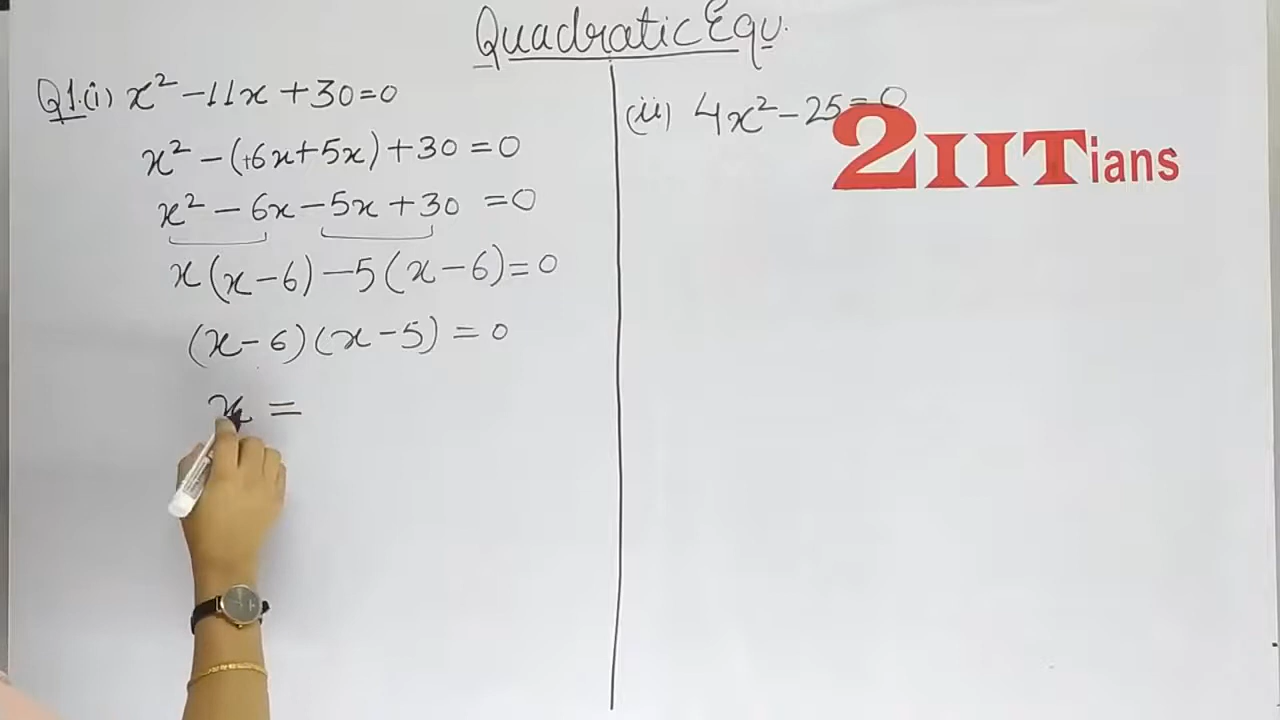 Quadratic Equ.
Q1.(i) x² -11x +30=0
x² - (+6x+5x) +30 = 0
x² - 6x -5x +30 = 0
x(x-6) -5(x-6) = 0
(x-6)(x-5) = 0
x =
(ii) 4x² - 25 = 0
2IITians